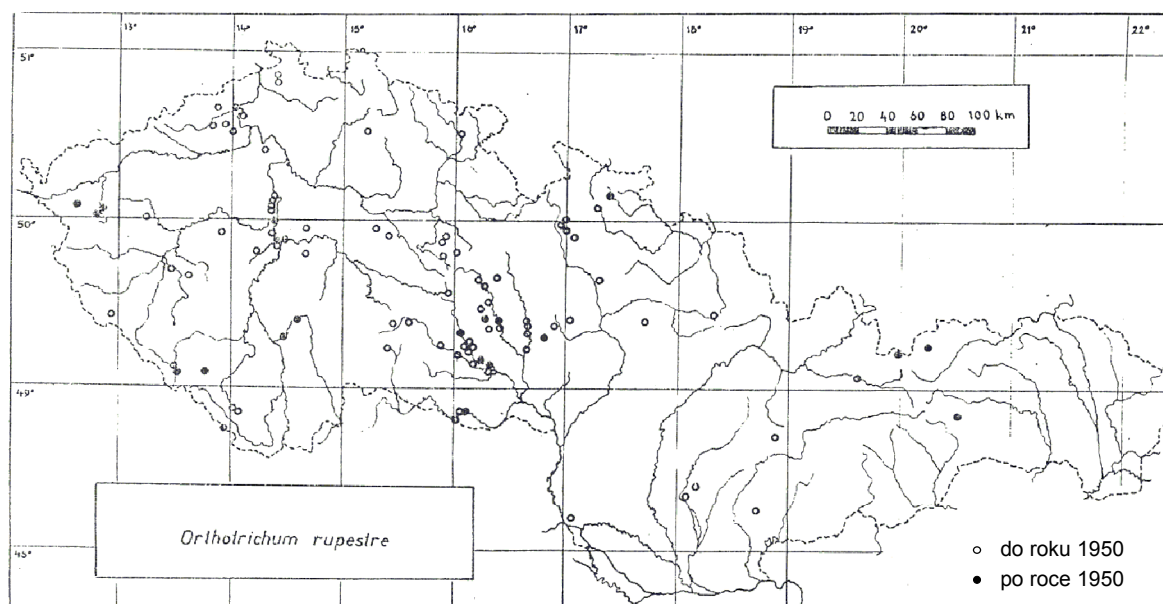 13° 14° 15° 16° 17° 18° 19° 20° 21° 22°
51°
0 20 40 60 80 100 km
50°
49°
Orthotrichum rupestre
48°
○ do roku 1950
● po roce 1950